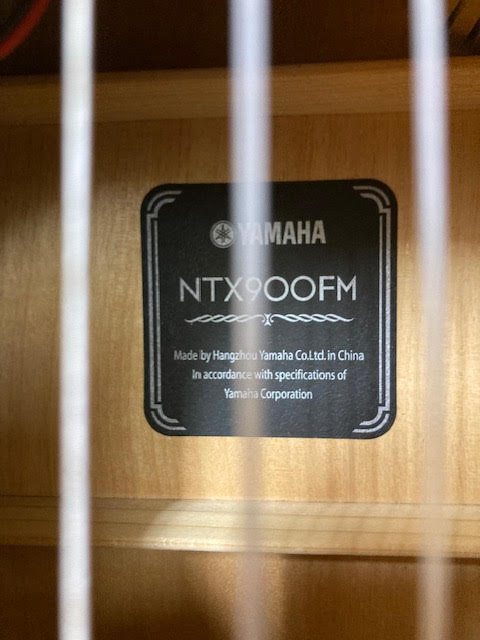 YAMAHA
NTX900FM
Made by Hangzhou Yamaha Co.Ltd. in China
In accordance with specifications of
Yamaha Corporation